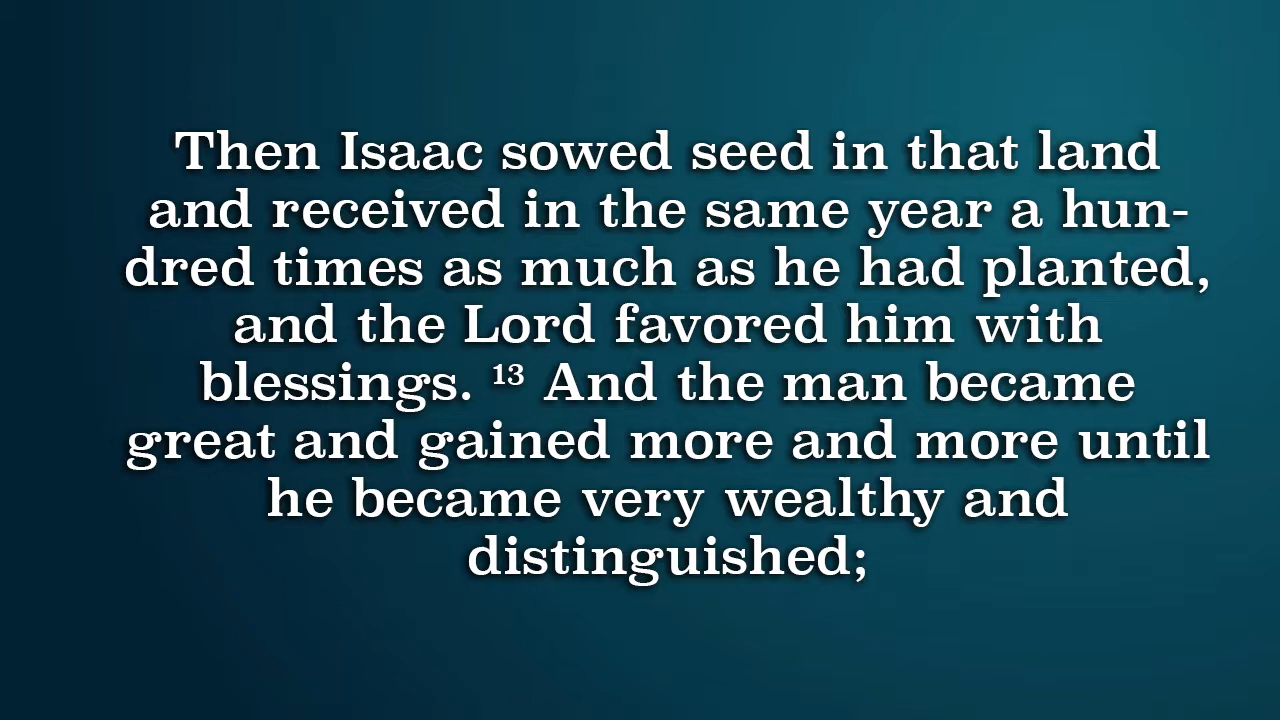 Then Isaac sowed seed in that land
and received in the same year a hun-
dred times as much as he had planted,
and the Lord favored him with
blessings. ¹³ And the man became
great and gained more and more until
he became very wealthy and
distinguished;